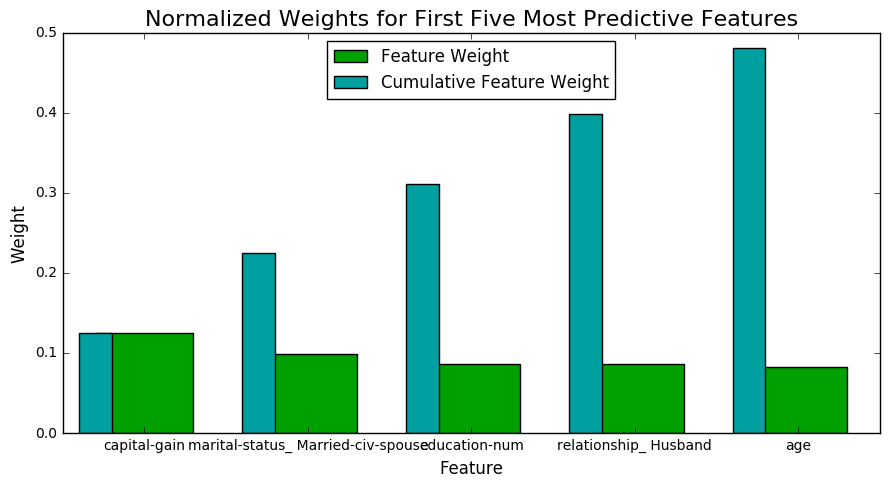 Normalized Weights for First Five Most Predictive Features
0.5
0.4
0.3
0.2
0.1
0.0
Weight
Feature Weight
Cumulative Feature Weight
capital-gain
marital-status_ Married-civ-spouse
education-num
relationship_ Husband
age
Feature